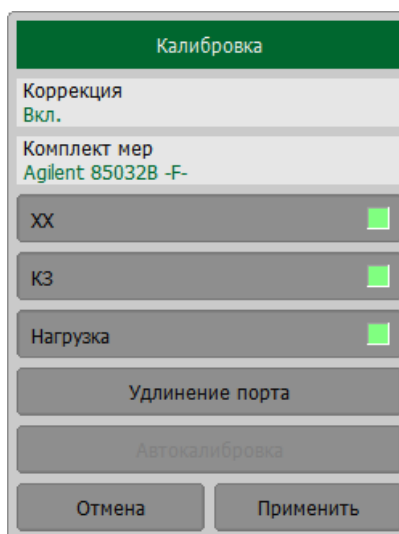 Калибровка
Коррекция
Вкл.
Комплект мер
Agilent 85032B -F-
ХХ
КЗ
Нагрузка
Удлинение порта
Автокалибровка
Отмена Применить